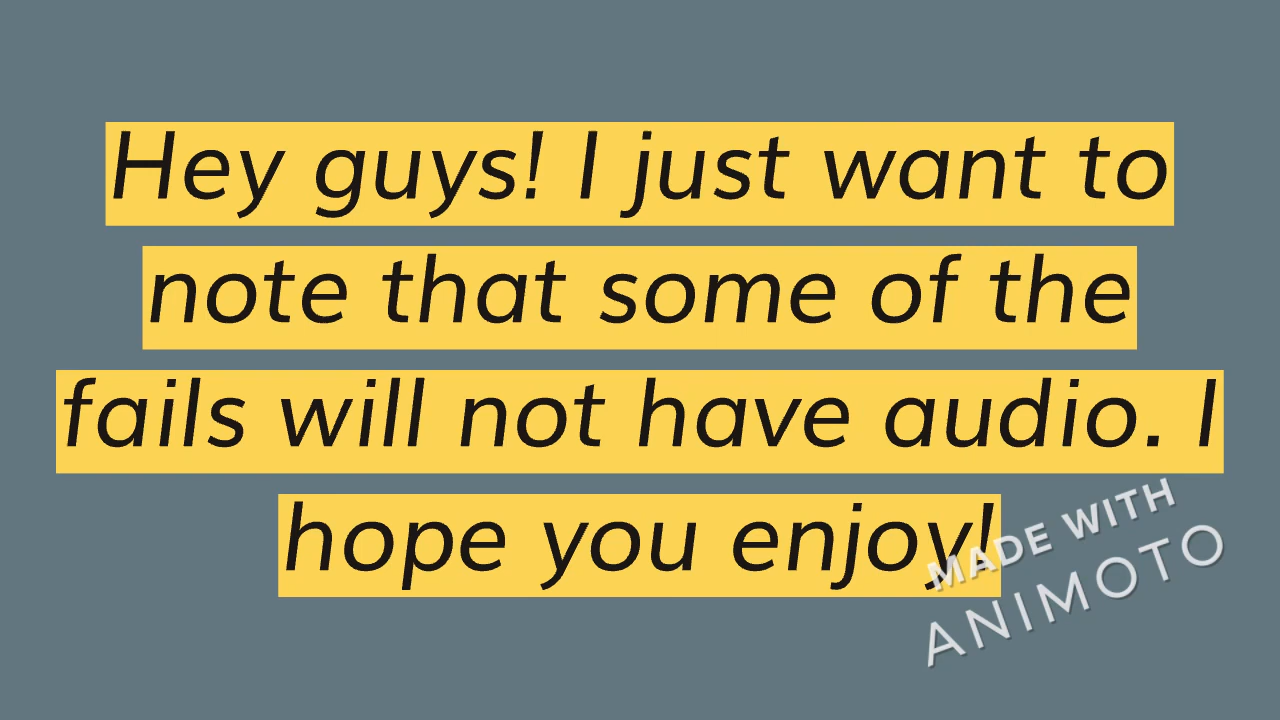 Hey guys! I just want to
note that some of the
fails will not have audio. I
hope you enjoy!
MADE WITH
ANIMOTO